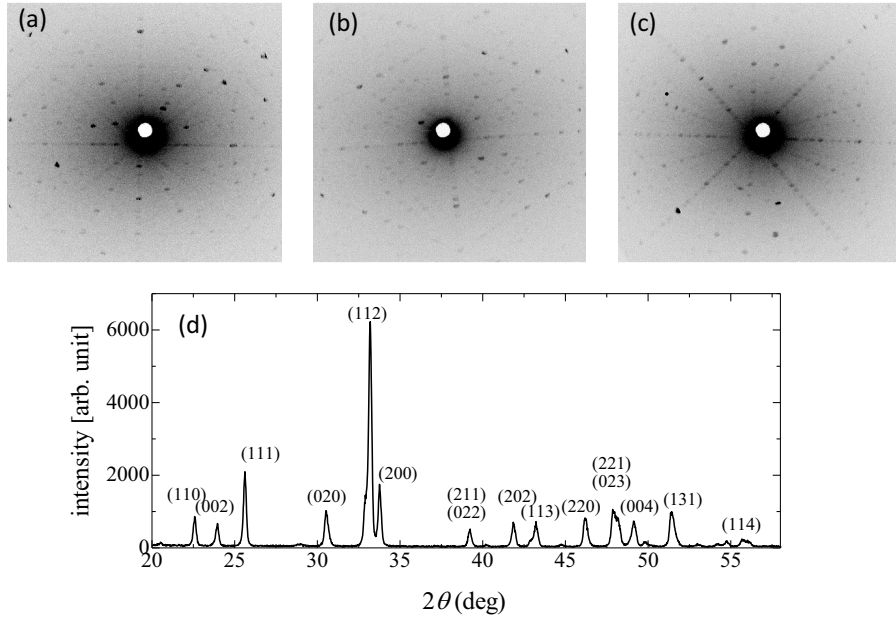 (a)
(b)
(c)
(d)
intensity [arb. unit]
6000
4000
2000
0
(110)
(002)
(111)
(020)
(112)
(200)
(211)
(022)
(202)
(113)
(220)
(221)
(023)
(004)
(131)
(114)
20 25 30 35 40 45 50 55
2θ (deg)